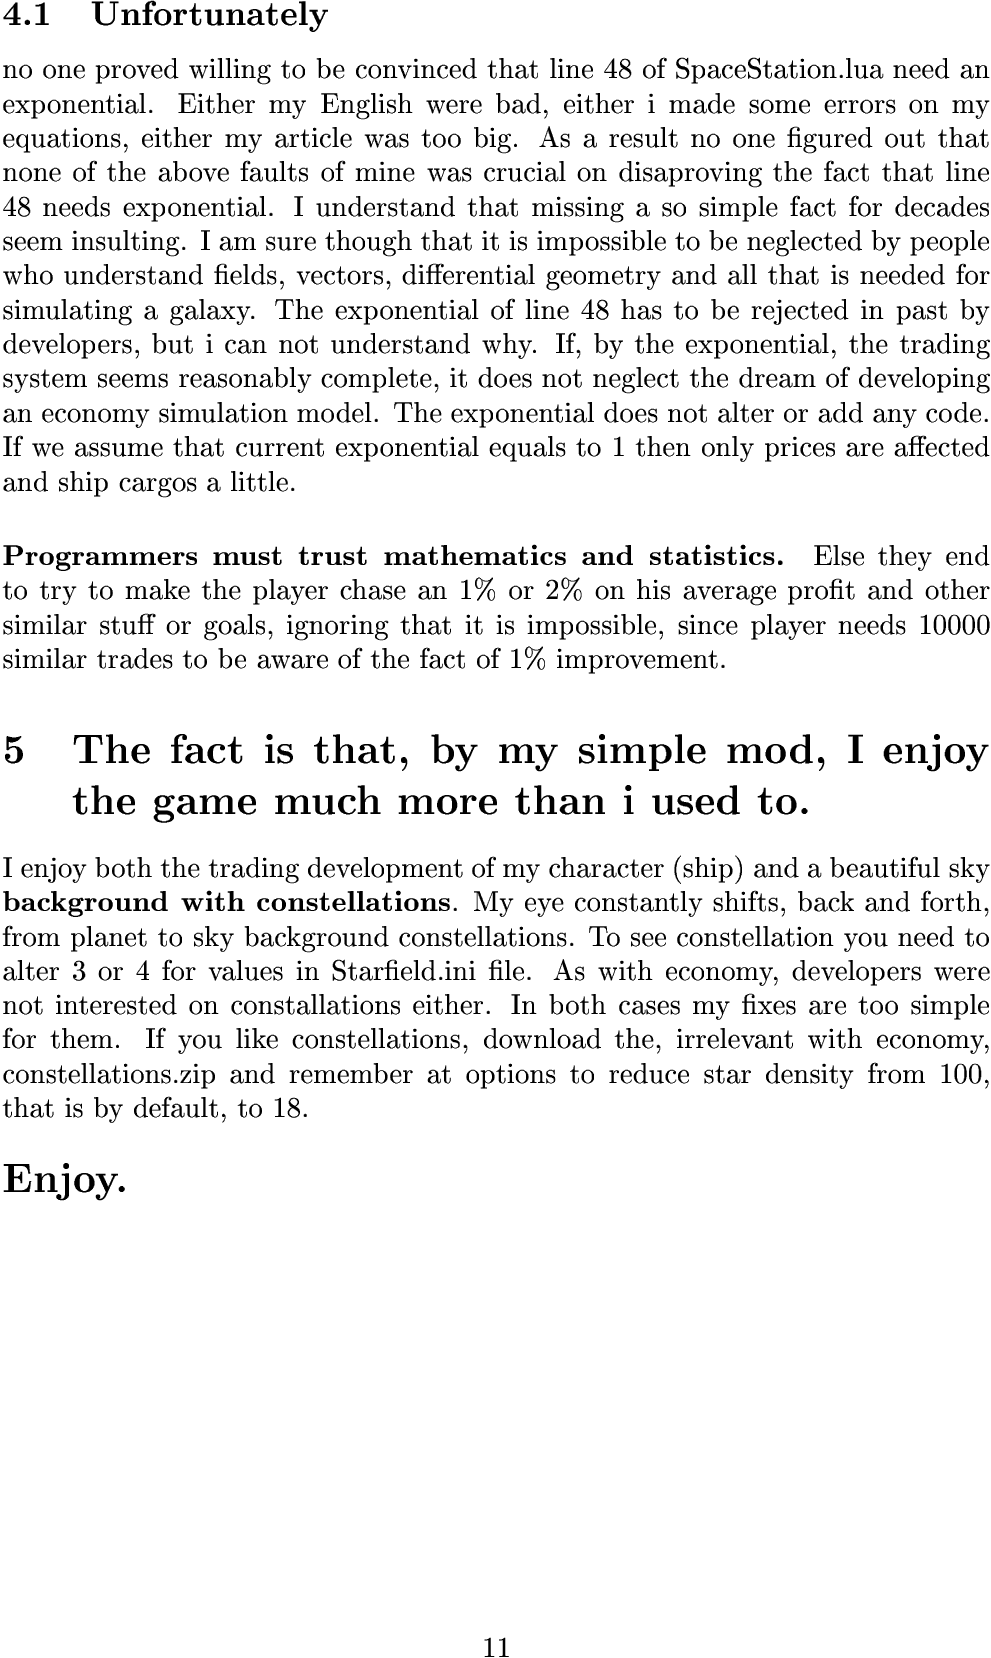 4.1 Unfortunately
no one proved willing to be convinced that line 48 of SpaceStation.lua need an
exponential. Either my English were bad, either i made some errors on my
equations, either my article was too big. As a result no one figured out that
none of the above faults of mine was crucial on disaproving the fact that line
48 needs exponential. I understand that missing a so simple fact for decades
seem insulting. I am sure though that it is impossible to be neglected by people
who understand fields, vectors, differential geometry and all that is needed for
simulating a galaxy. The exponential of line 48 has to be rejected in past by
developers, but i can not understand why. If, by the exponential, the trading
system seems reasonably complete, it does not neglect the dream of developing
an economy simulation model. The exponential does not alter or add any code.
If we assume that current exponential equals to 1 then only prices are affected
and ship cargos a little.
Programmers must trust mathematics and statistics. Else they end
to try to make the player chase an 1% or 2% on his average profit and other
similar stuff or goals, ignoring that it is impossible, since player needs 10000
similar trades to be aware of the fact of 1% improvement.
5 The fact is that, by my simple mod, I enjoy
the game much more than i used to.
I enjoy both the trading development of my character (ship) and a beautiful sky
background with constellations. My eye constantly shifts, back and forth,
from planet to sky background constellations. To see constellation you need to
alter 3 or 4 for values in Starfield.ini file. As with economy, developers were
not interested on constallations either. In both cases my fixes are too simple
for them. If you like constellations, download the, irrelevant with economy,
constellations.zip and remember at options to reduce star density from 100,
that is by default, to 18.
Enjoy.
11